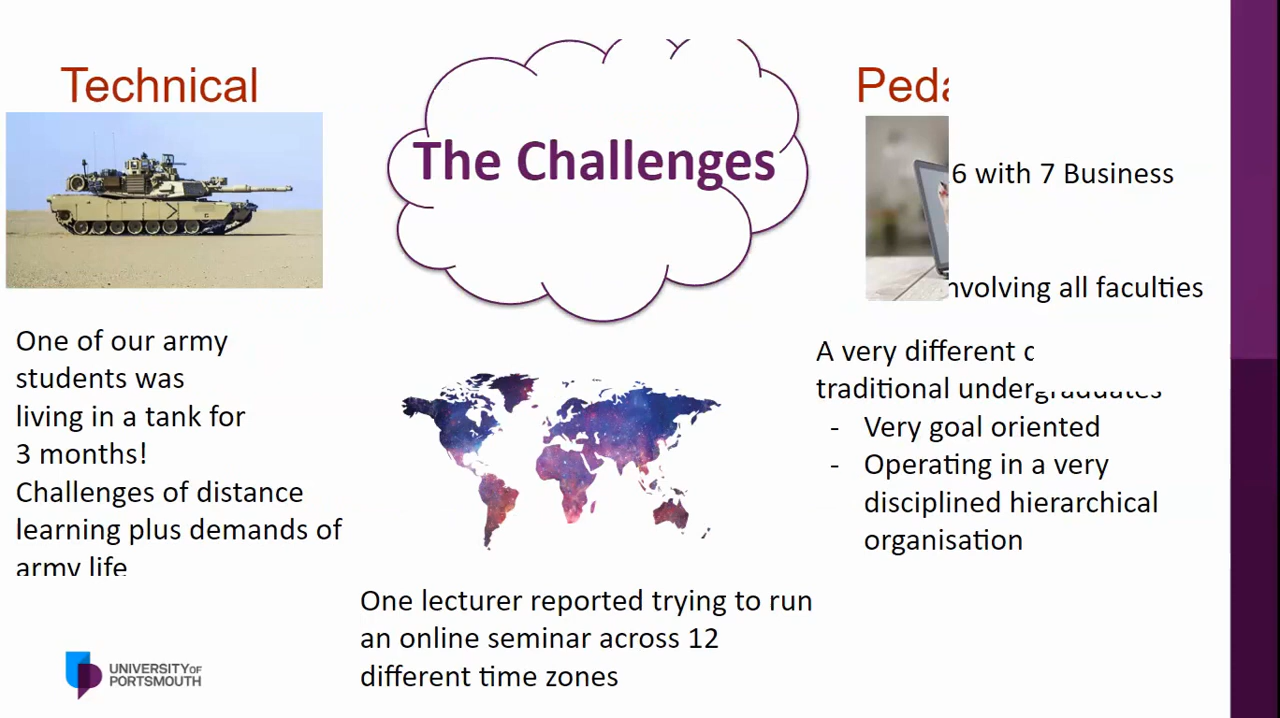 Technical
The Challenges
6 with 7 Business
all faculties
One of our army
students was
living in a tank for
3 months!
Challenges of distance
learning plus demands of
army life
A very different
traditional undergraduates
- Very goal oriented
- Operating in a very
disciplined hierarchical
organisation
One lecturer reported trying to run
an online seminar across 12
different time zones
UNIVERSITY OF
PORTSMOUTH